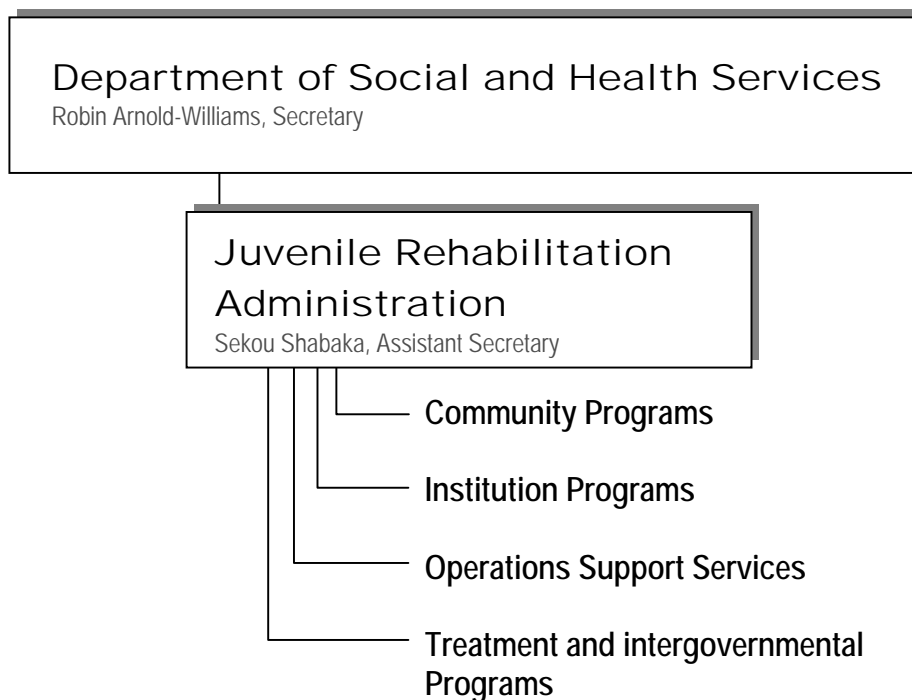 Department of Social and Health Services
Robin Arnold-Williams, Secretary
Juvenile Rehabilitation
Administration
Sekou Shabaka, Assistant Secretary
Community Programs
Institution Programs
Operations Support Services
Treatment and intergovernmental
Programs